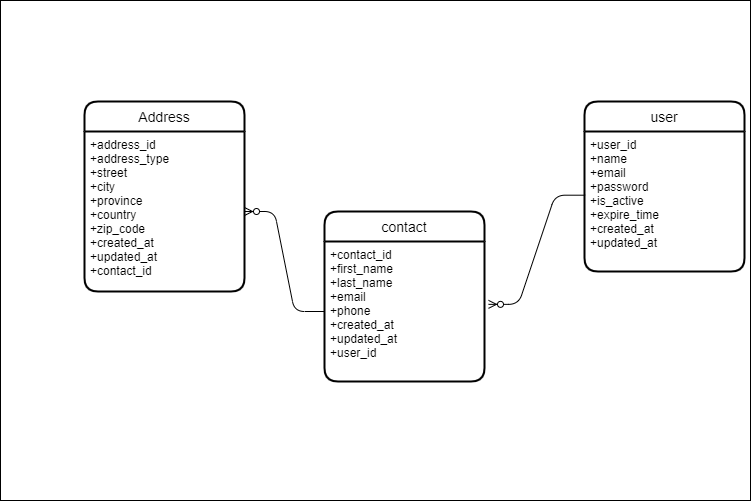 Address
+address_id
+address_type
+street
+city
+province
+country
+zip_code
+created_at
+updated_at
+contact_id
contact
+contact_id
+first_name
+last_name
+email
+phone
+created_at
+updated_at
+user_id
user
+user_id
+name
+email
+password
+is_active
+expire_time
+created_at
+updated_at